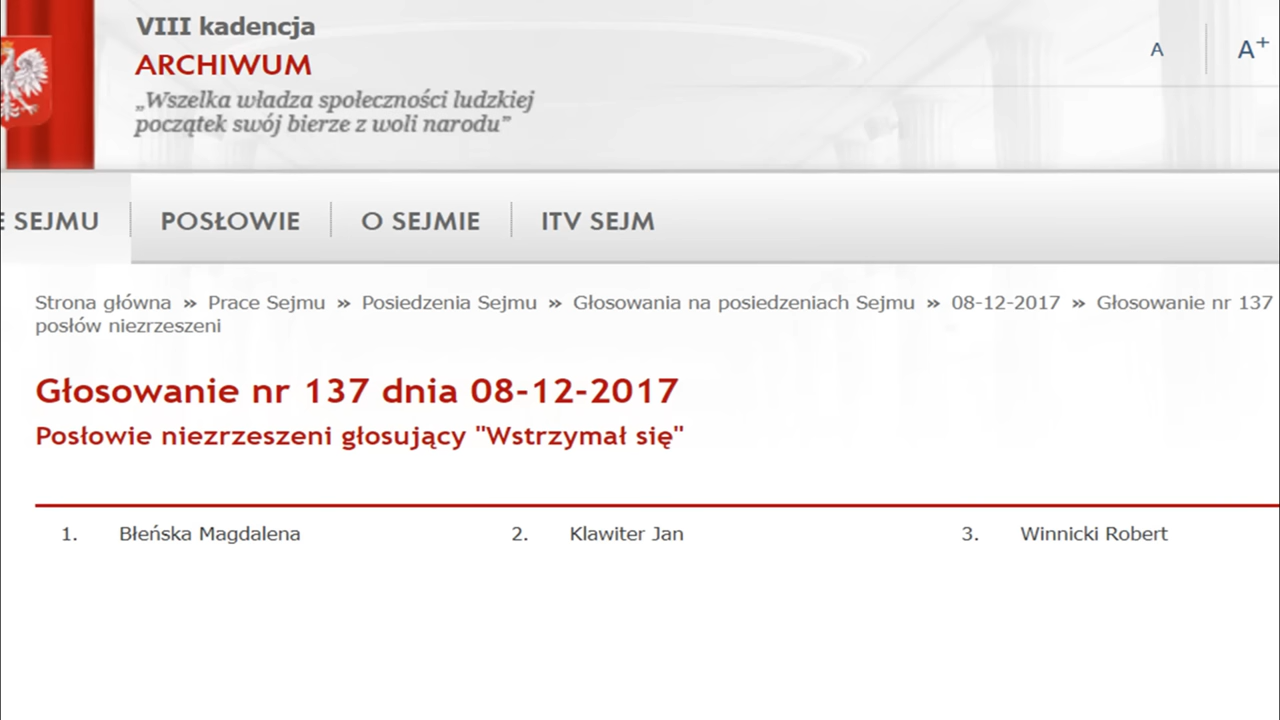 VIII kadencja
ARCHIWUM
„Wszelka władza społeczności ludzkiej
początek swój bierze z woli narodu”
A
A+
E SEJMU
POSŁOWIE
O SEJMIE
ITV SEJM
Strona główna » Prace Sejmu » Posiedzenia Sejmu » Głosowania na posiedzeniach Sejmu » 08-12-2017 » Głosowanie nr 137
posłów niezrzeszeni
Głosowanie nr 137 dnia 08-12-2017
Posłowie niezrzeszeni głosujący "Wstrzymał się"
1. Błeńska Magdalena 2. Klawiter Jan 3. Winnicki Robert